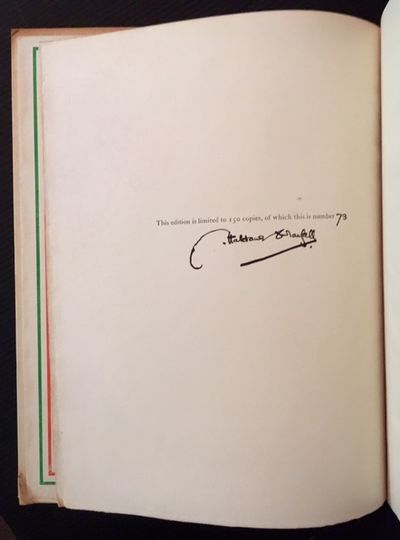 This edition is limited to 150 copies, of which this is number 73